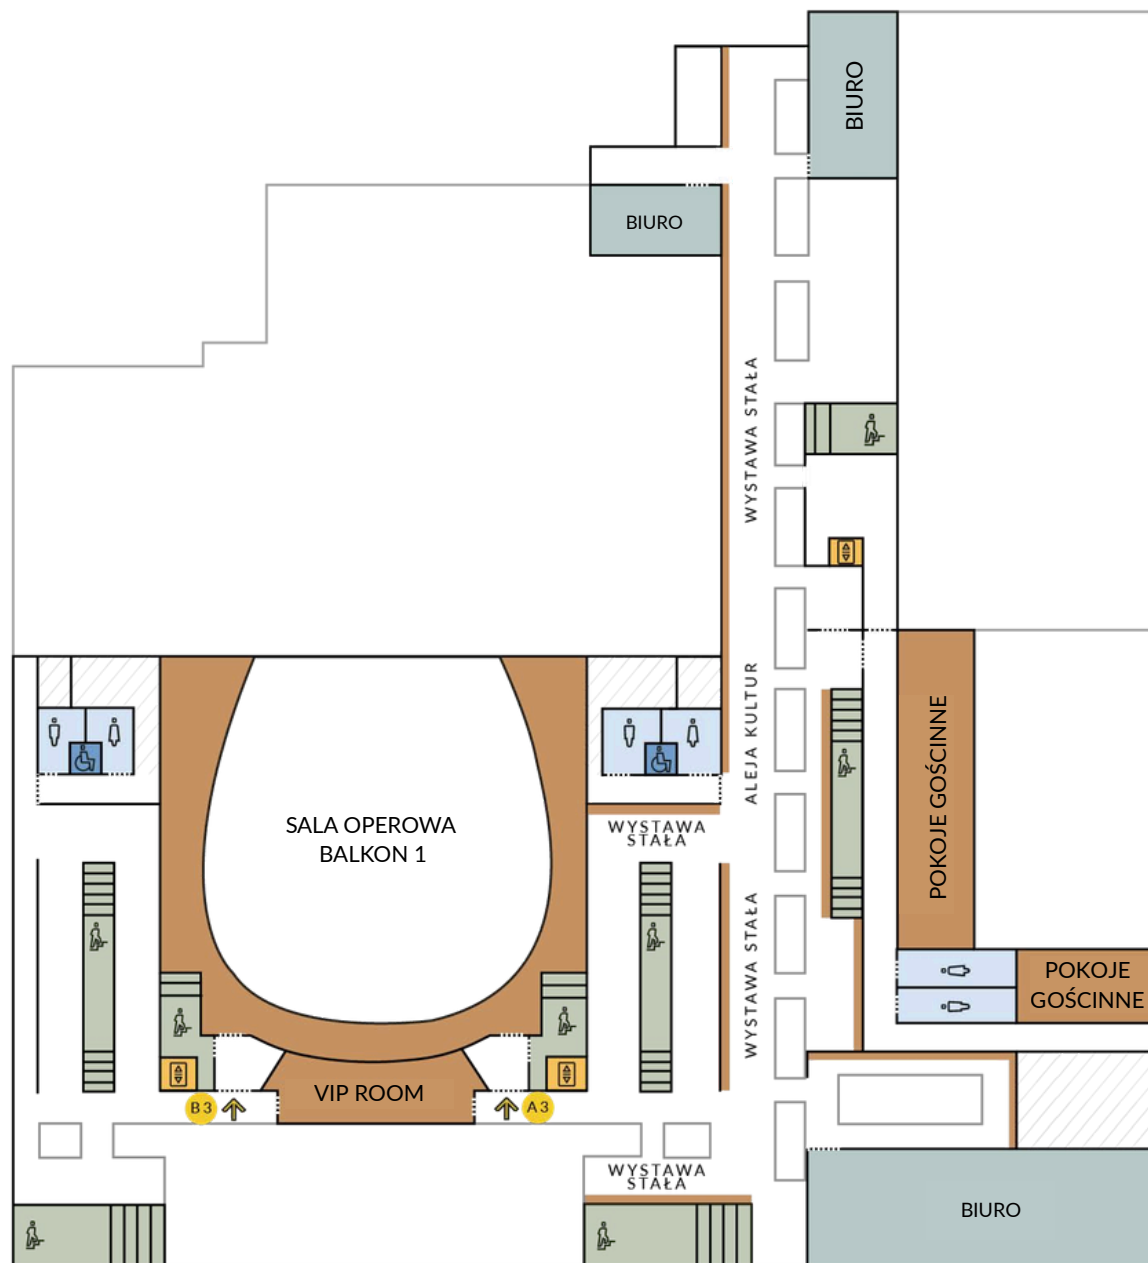 BIURO
BIURO
WYSTAWA STAŁA
ALEJA KULTUR
POKOJE GOŚCINNE
SALA OPEROWA
BALKON 1
WYSTAWA
STAŁA
WYSTAWA STAŁA
POKOJE
GOŚCINNE
VIP ROOM
B3
A3
WYSTAWA
STAŁA
BIURO